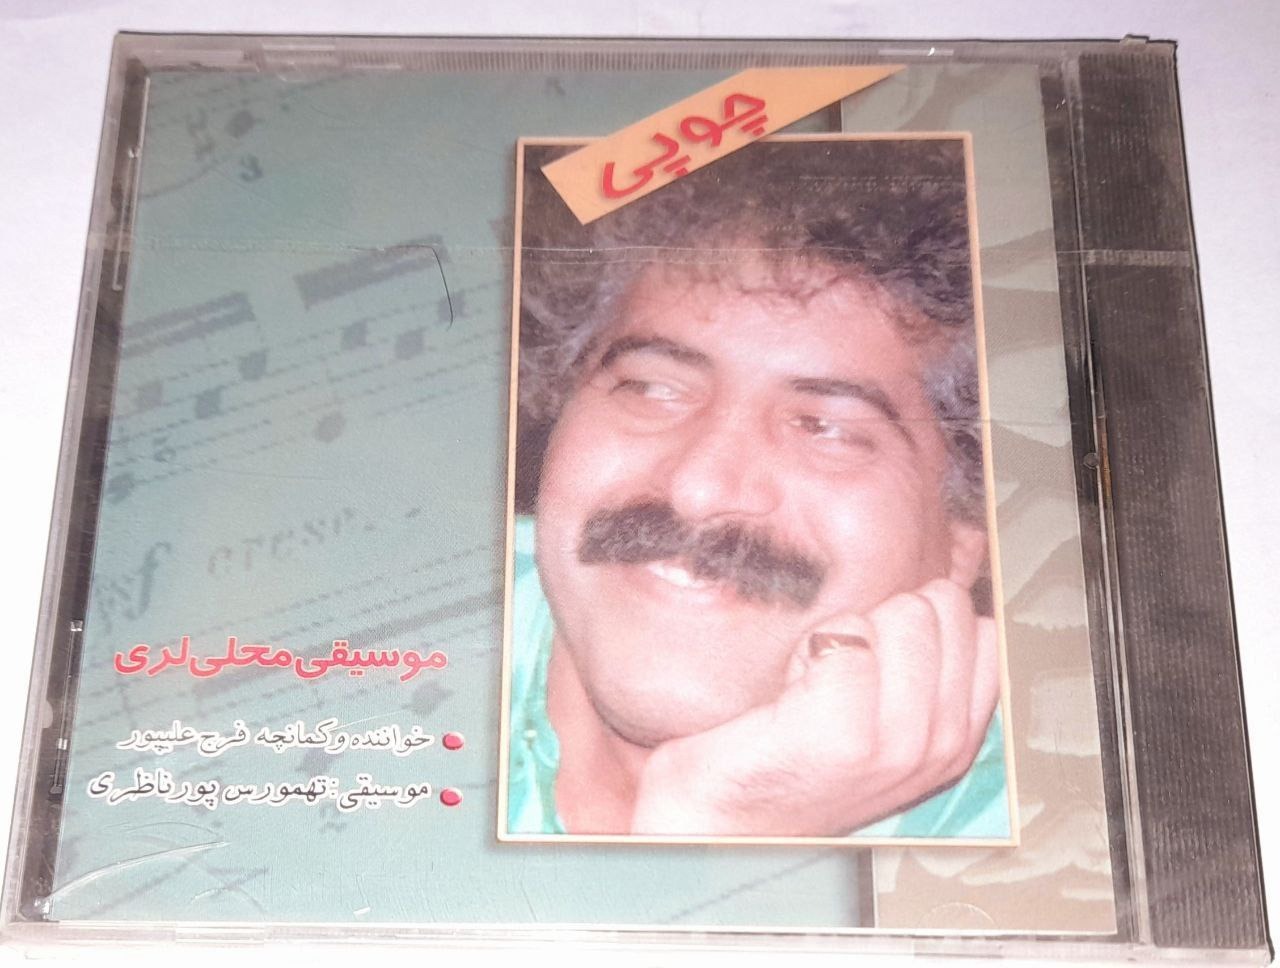 چوپی
موسیقی محلی لری
خواننده و کمانچه فرج علیپور
موسیقی: تهمورس پورناظری